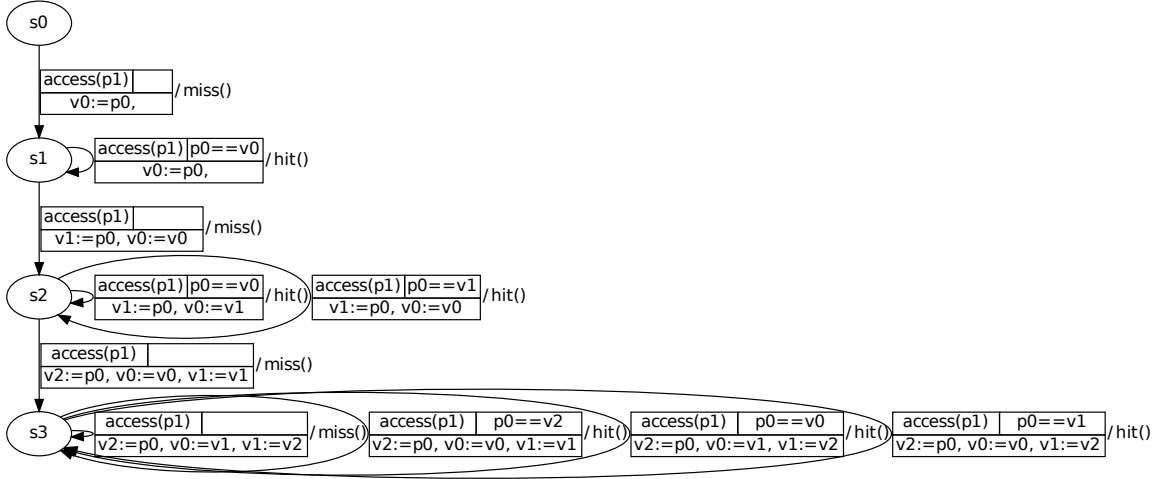 s0
access(p1)
/ miss()
v0:=p0,
s1
access(p1) p0==v0
/ hit()
v0:=p0,
access(p1)
/ miss()
v1:=p0, v0:=v0
s2
access(p1) p0==v0
/ hit()
v1:=p0, v0:=v1
access(p1) p0==v1
/ hit()
v1:=p0, v0:=v0
access(p1)
/ miss()
v2:=p0, v0:=v0, v1:=v1
s3
access(p1)
/ miss()
v2:=p0, v0:=v1, v1:=v2
access(p1) p0==v2
/ hit()
v2:=p0, v0:=v0, v1:=v1
access(p1) p0==v0
/ hit()
v2:=p0, v0:=v1, v1:=v2
access(p1) p0==v1
/ hit()
v2:=p0, v0:=v0, v1:=v2